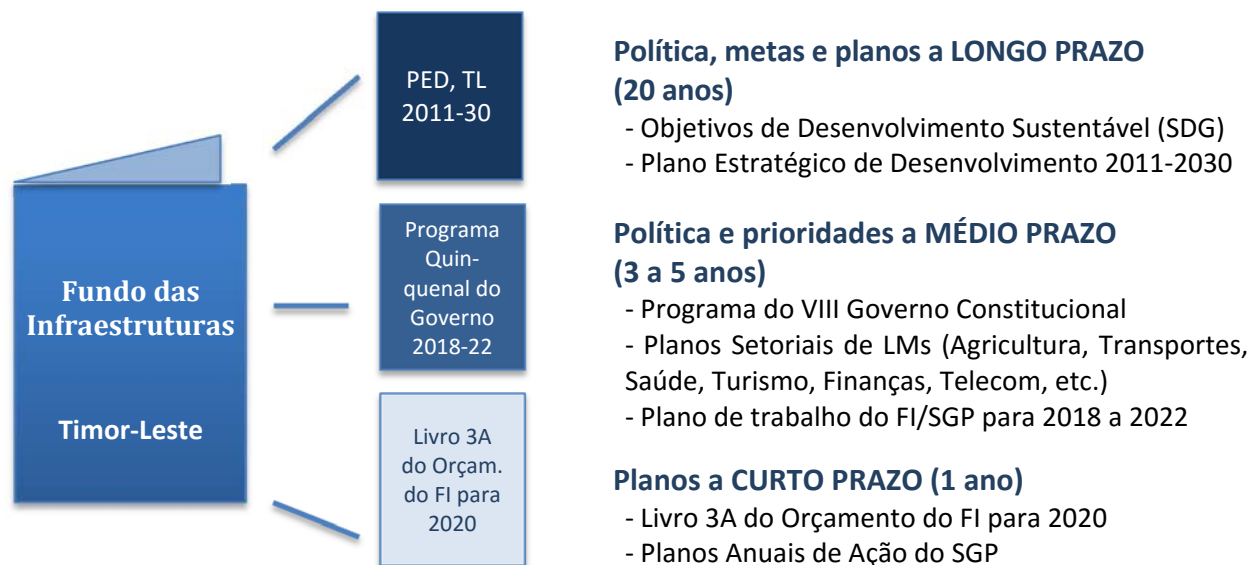 Fundo das
Infraestruturas
Timor-Leste
PED, TL
2011-30
Programa
Quin-
quenal do
Governo
2018-22
Livro 3A
do Orçam.
do FI para
2020
Política, metas e planos a LONGO PRAZO
(20 anos)
- Objetivos de Desenvolvimento Sustentável (SDG)
- Plano Estratégico de Desenvolvimento 2011-2030
Política e prioridades a MÉDIO PRAZO
(3 a 5 anos)
- Programa do VIII Governo Constitucional
- Planos Setoriais de LMs (Agricultura, Transportes,
Saúde, Turismo, Finanças, Telecom, etc.)
- Plano de trabalho do FI/SGP para 2018 a 2022
Planos a CURTO PRAZO (1 ano)
- Livro 3A do Orçamento do FI para 2020
- Planos Anuais de Ação do SGP